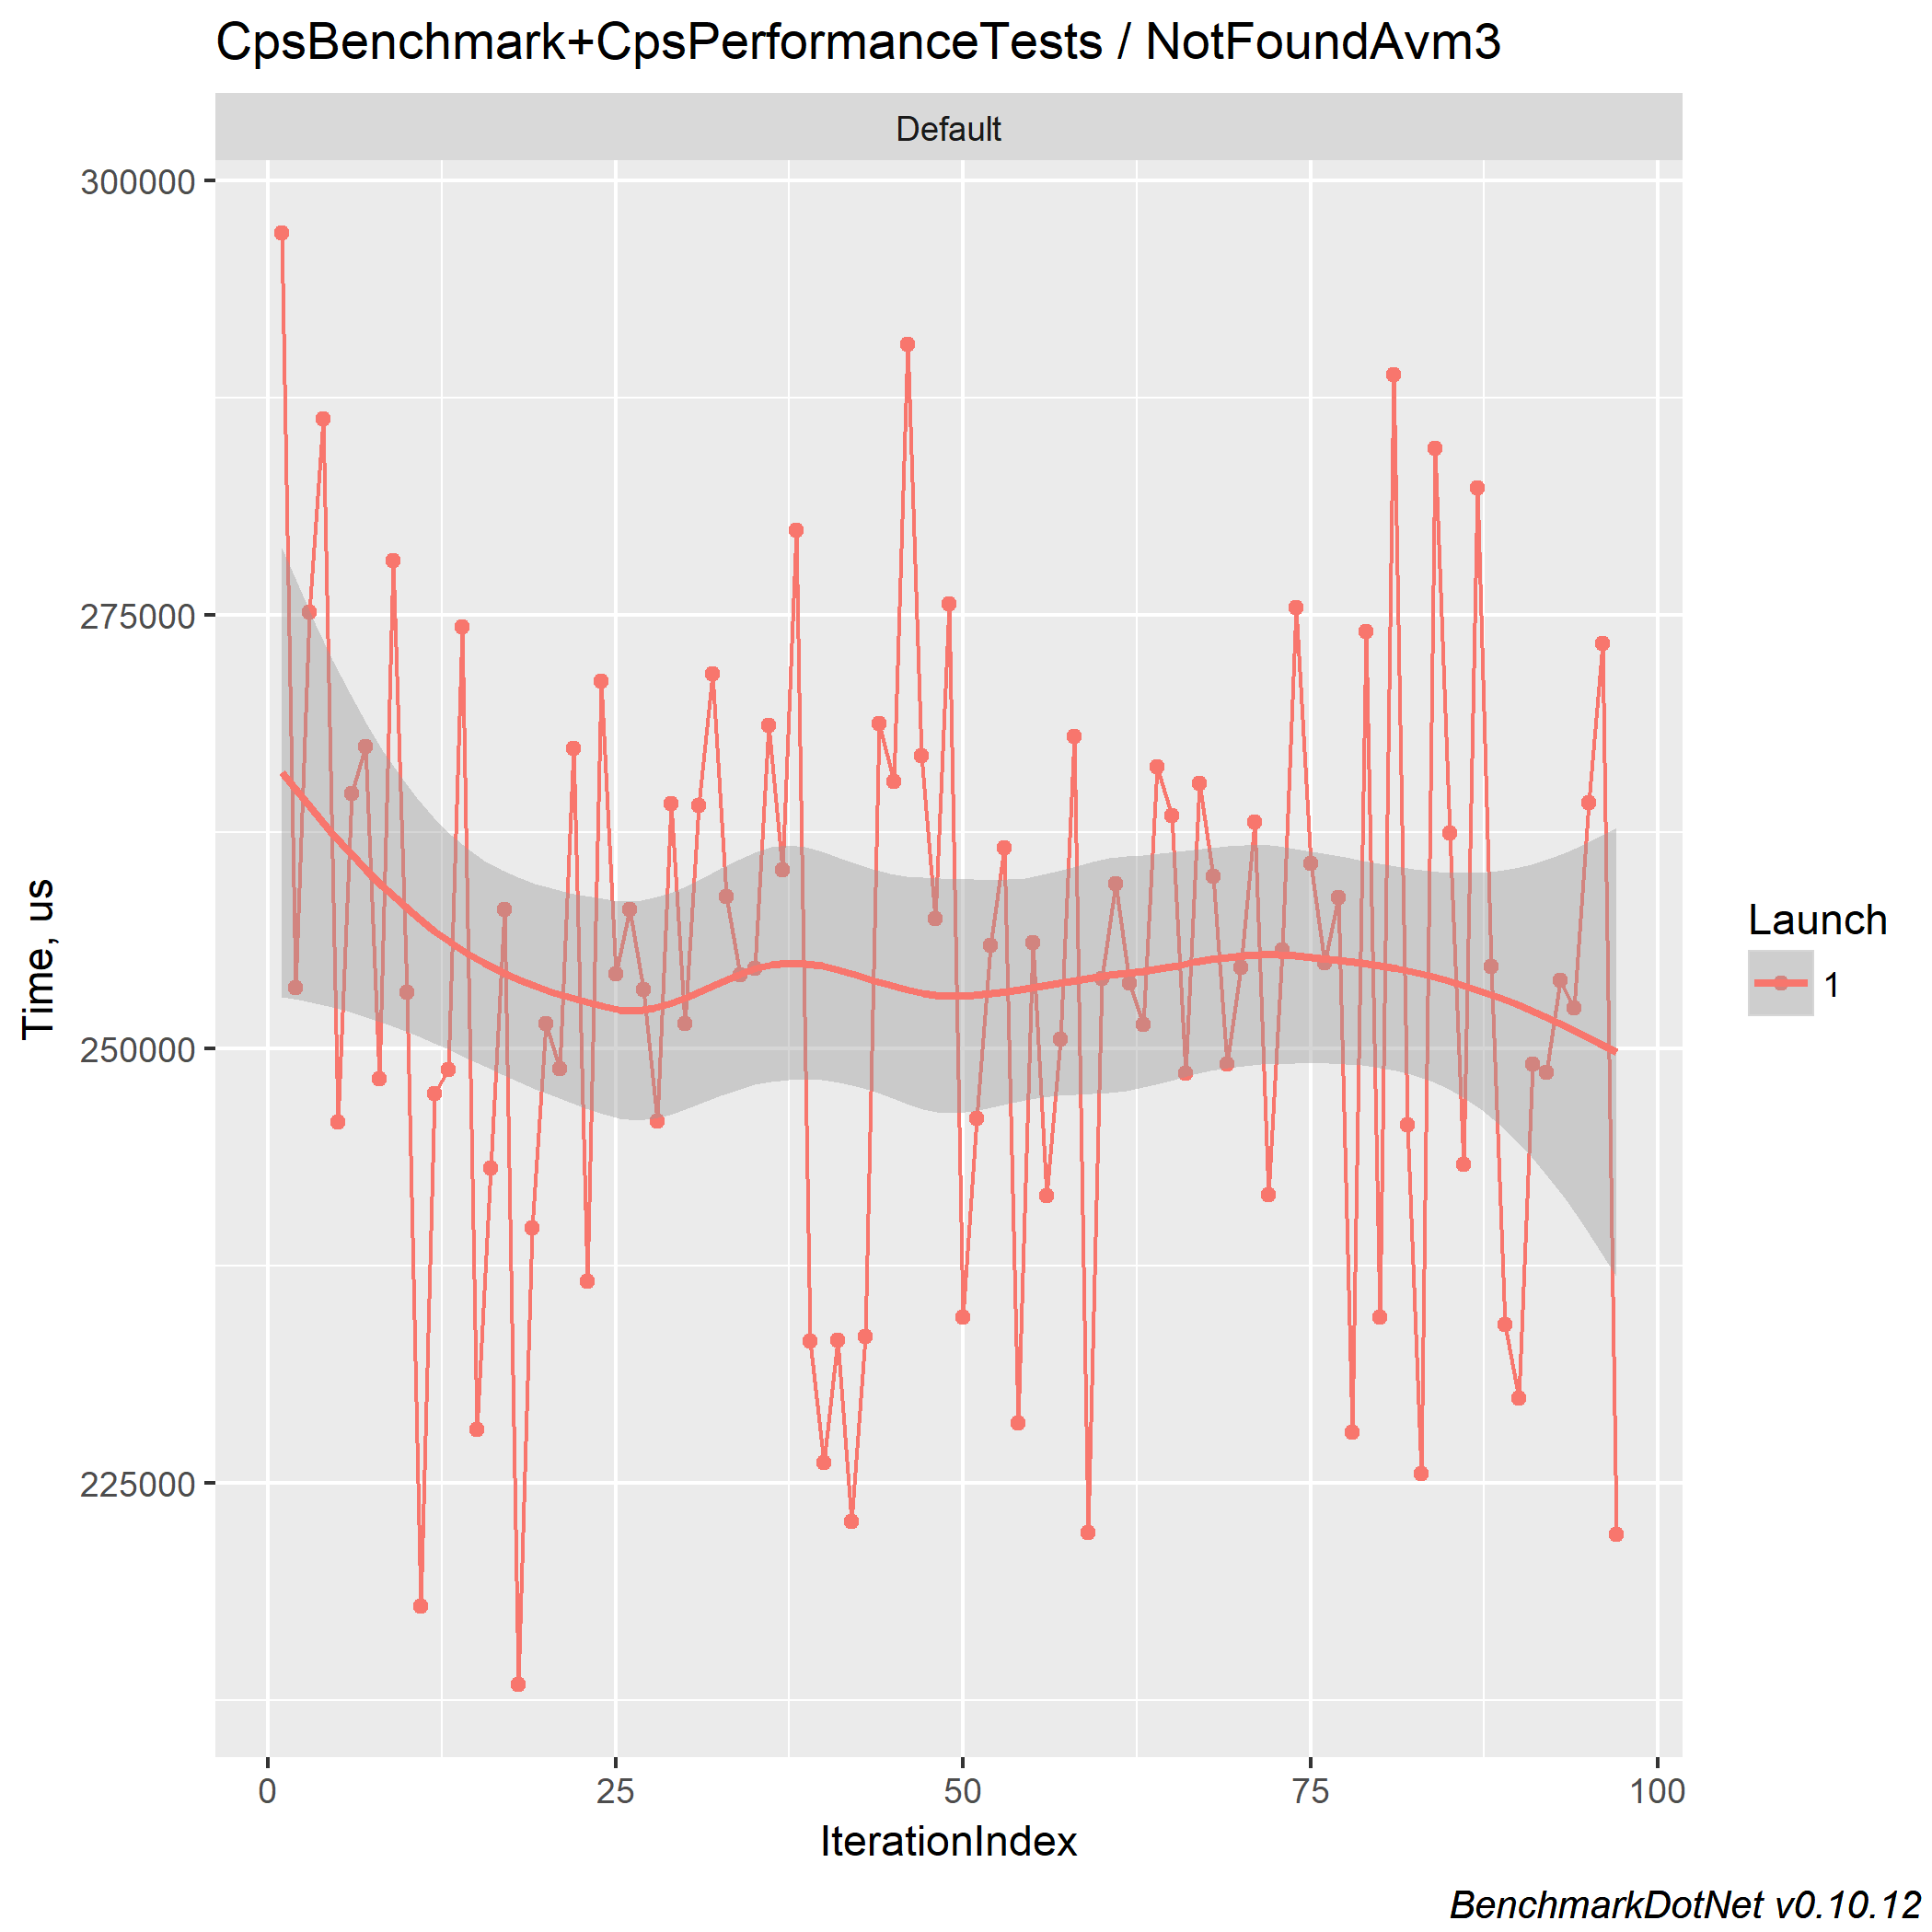 CpsBenchmark+CpsPerformanceTests / NotFoundAvm3
Default
300000
275000
250000
225000
Time, us
0 25 50 75 100
IterationIndex
Launch
1
BenchmarkDotNet v0.10.12